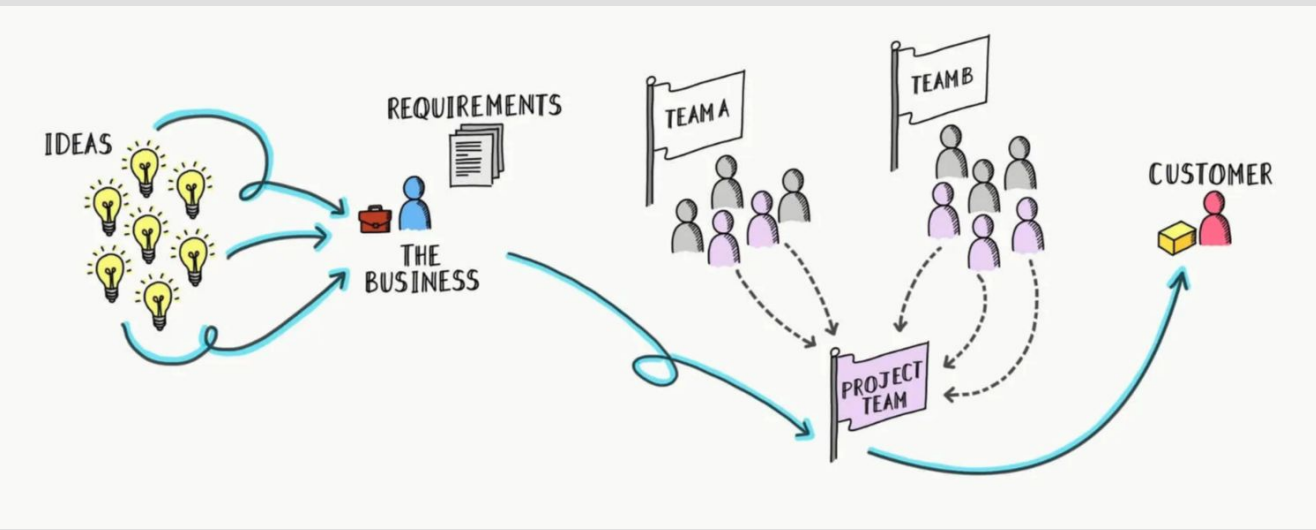 IDEAS
REQUIREMENTS
THE
BUSINESS
TEAM A
TEAM B
PROJECT
TEAM
CUSTOMER